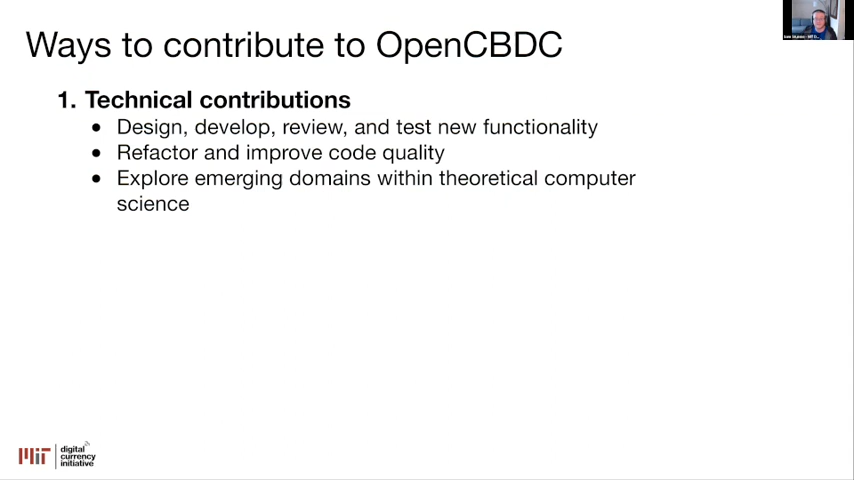 Ways to contribute to OpenCBDC
1. Technical contributions
● Design, develop, review, and test new functionality
● Refactor and improve code quality
● Explore emerging domains within theoretical computer
science
MIT
digital
currency
initiative